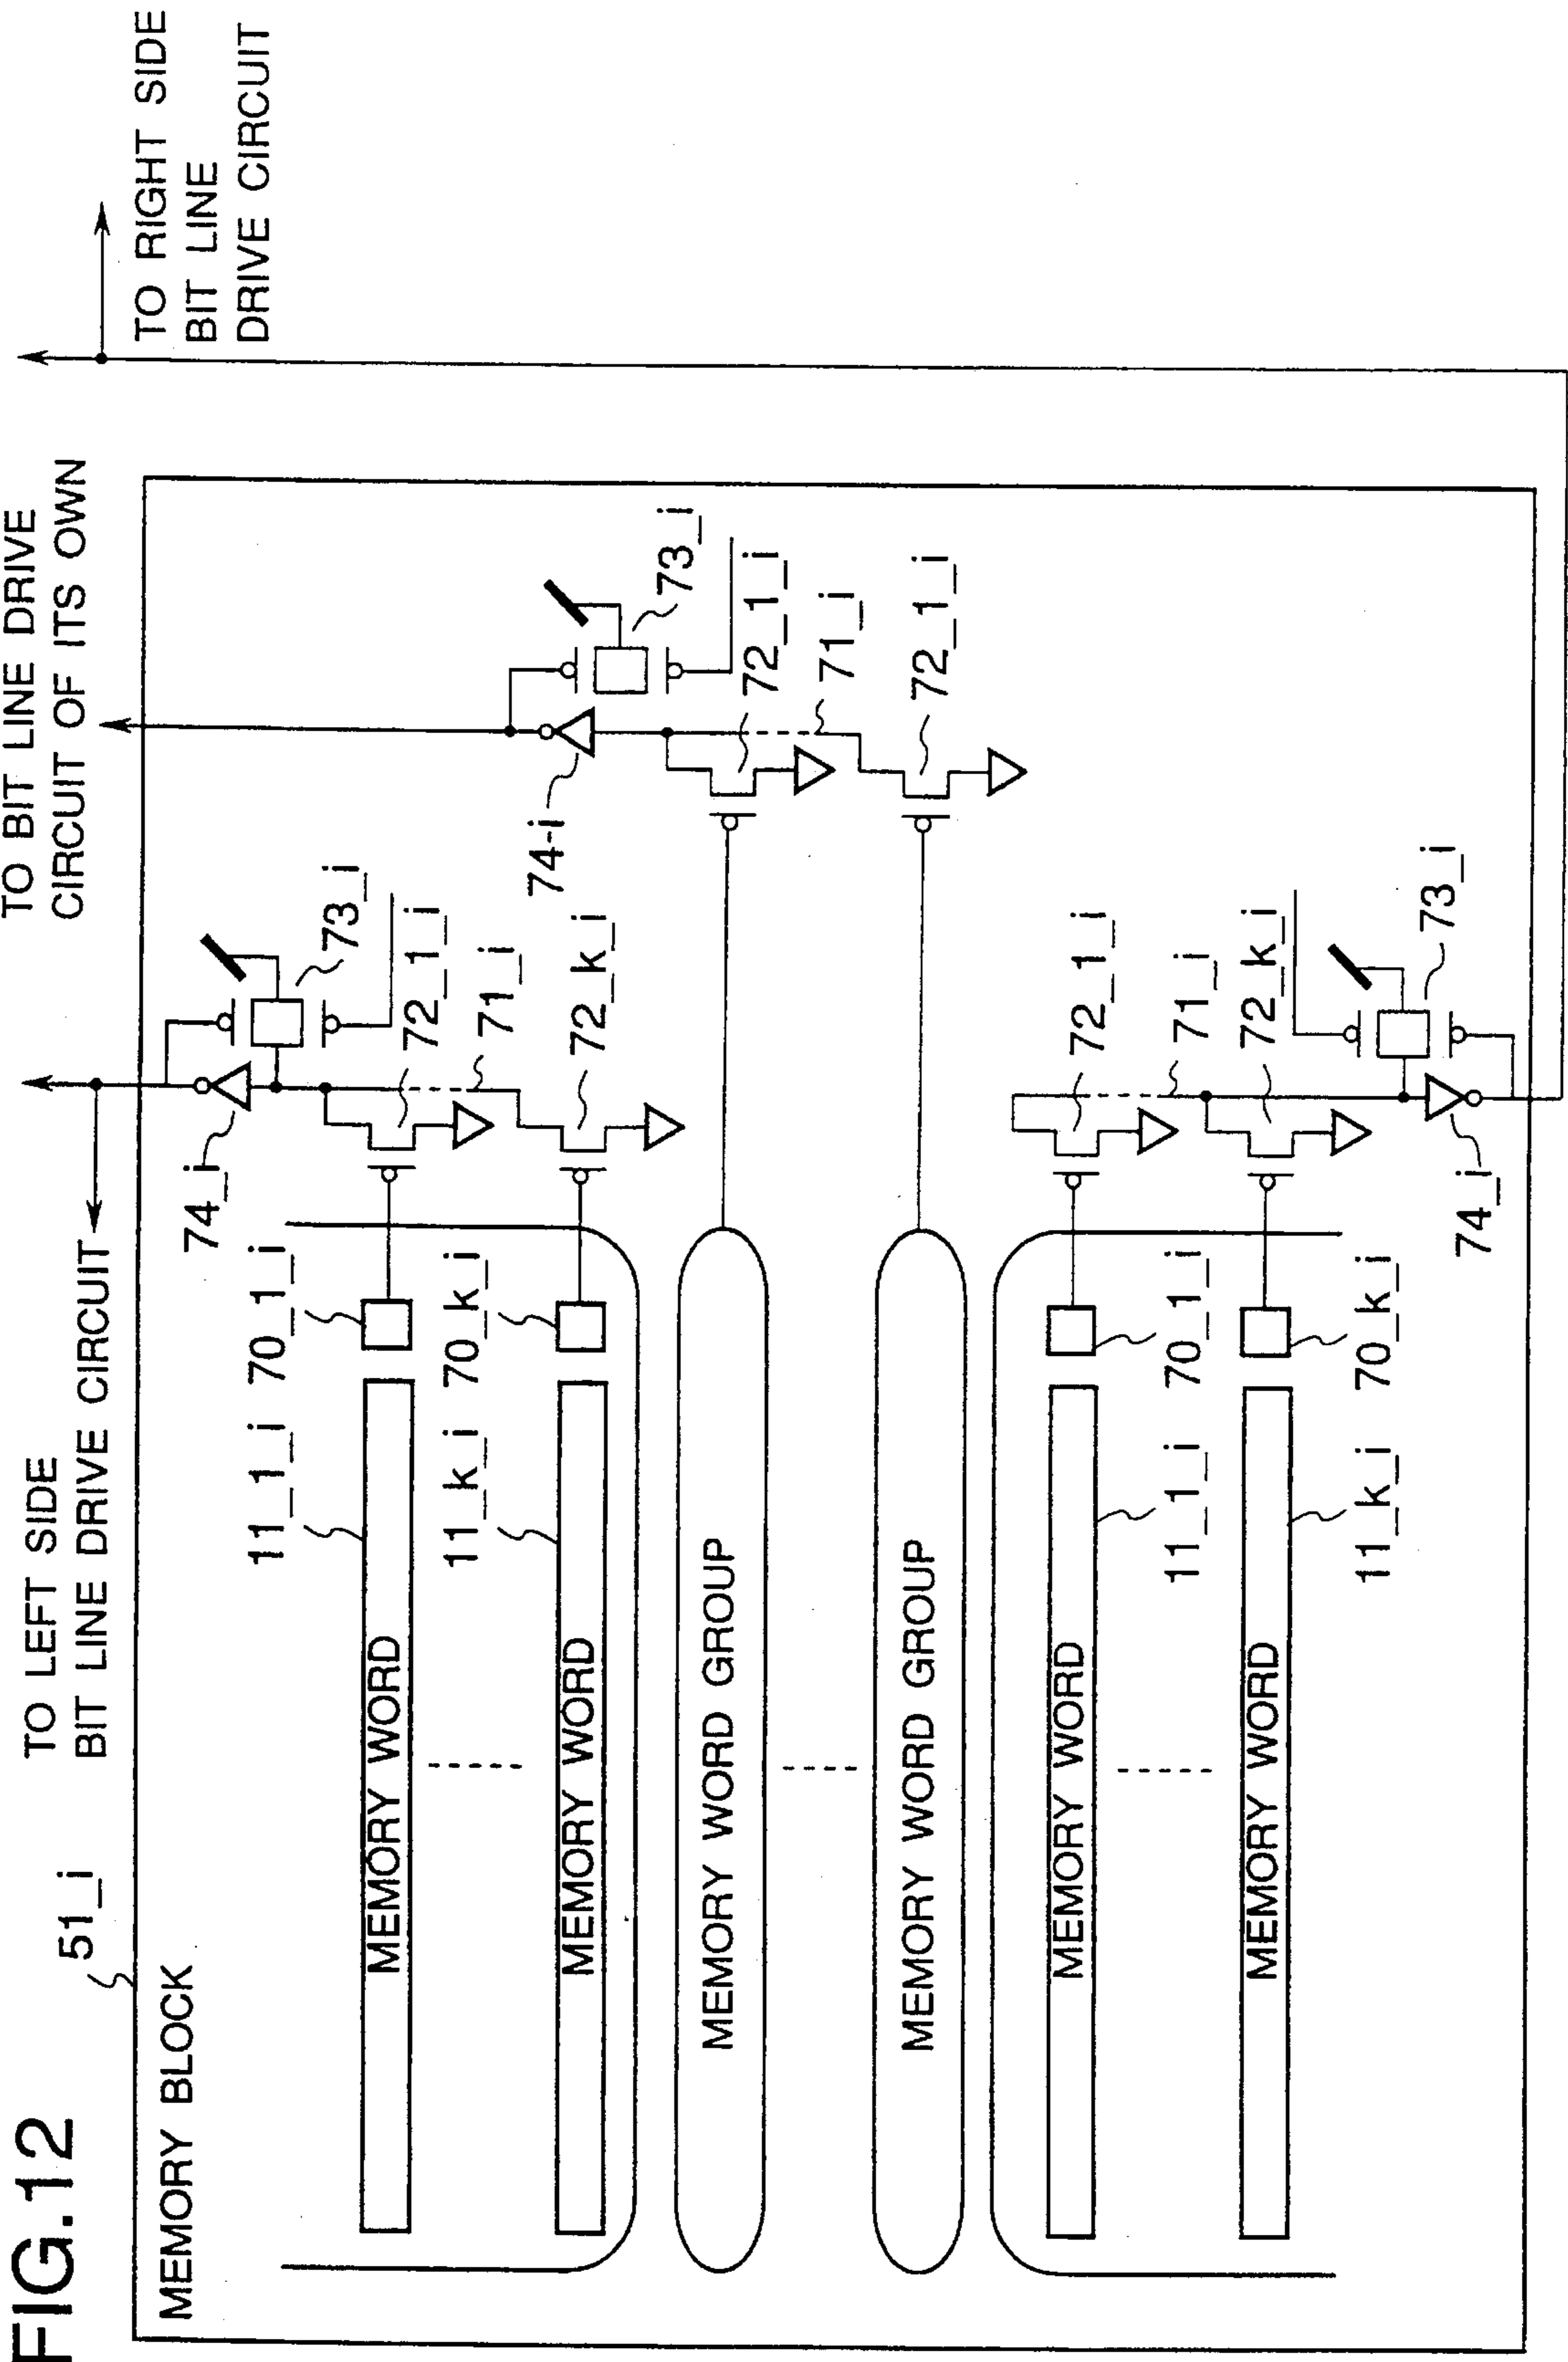 FIG.12
51_i
MEMORY BLOCK
TO LEFT SIDE
BIT LINE DRIVE CIRCUIT
TO BIT LINE DRIVE
CIRCUIT OF ITS OWN
TO RIGHT SIDE
BIT LINE
DRIVE CIRCUIT
74_i
73_i
11_1_i
70_1_i
72_1_i
MEMORY WORD
71_i
11_k_i
70_k_i
72_k_i
MEMORY WORD
74-i
73_i
72_1_i
MEMORY WORD GROUP
71_i
72_1_i
MEMORY WORD GROUP
72_1_i
MEMORY WORD
71_i
11_1_i
70_1_i
72_k_i
MEMORY WORD
11_k_i
70_k_i
73_i
74_i